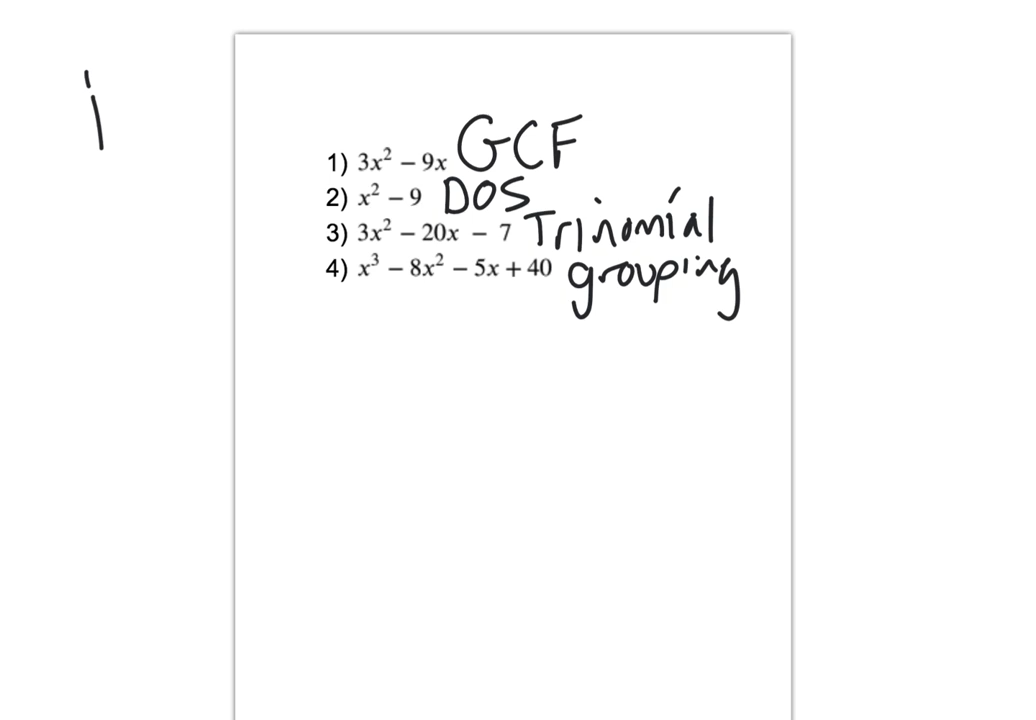 i
1) 3x² − 9x GCF
2) x² − 9 DOS
3) 3x² − 20x − 7 Trinomial
4) x³ − 8x² − 5x + 40 grouping